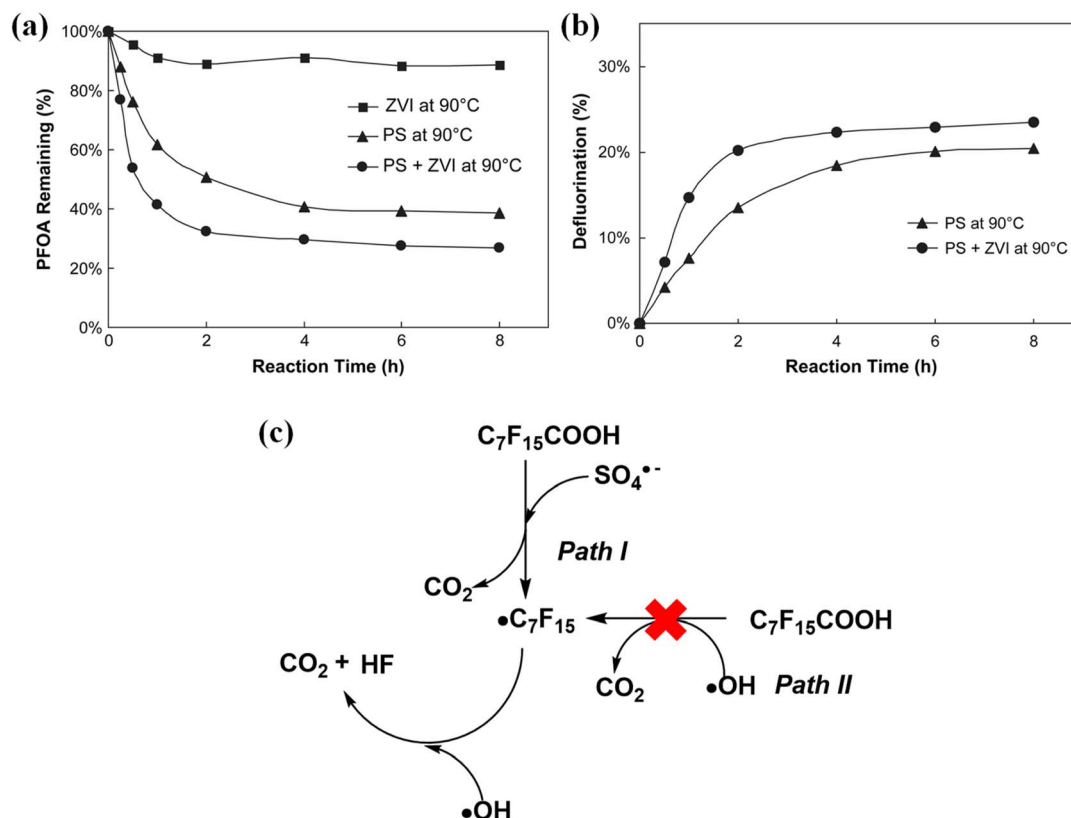 (a)
100%
80%
60%
40%
20%
0%
PFOA Remaining (%)
ZVI at 90°C
PS at 90°C
PS + ZVI at 90°C
0
2
4
6
8
Reaction Time (h)
(b)
30%
20%
10%
0%
Defluorination (%)
PS at 90°C
PS + ZVI at 90°C
0
2
4
6
8
Reaction Time (h)
(c)
C₇F₁₅COOH
SO₄•-
Path I
CO₂
•C₇F₁₅
C₇F₁₅COOH
CO₂ + HF
CO₂
•OH
Path II
•OH